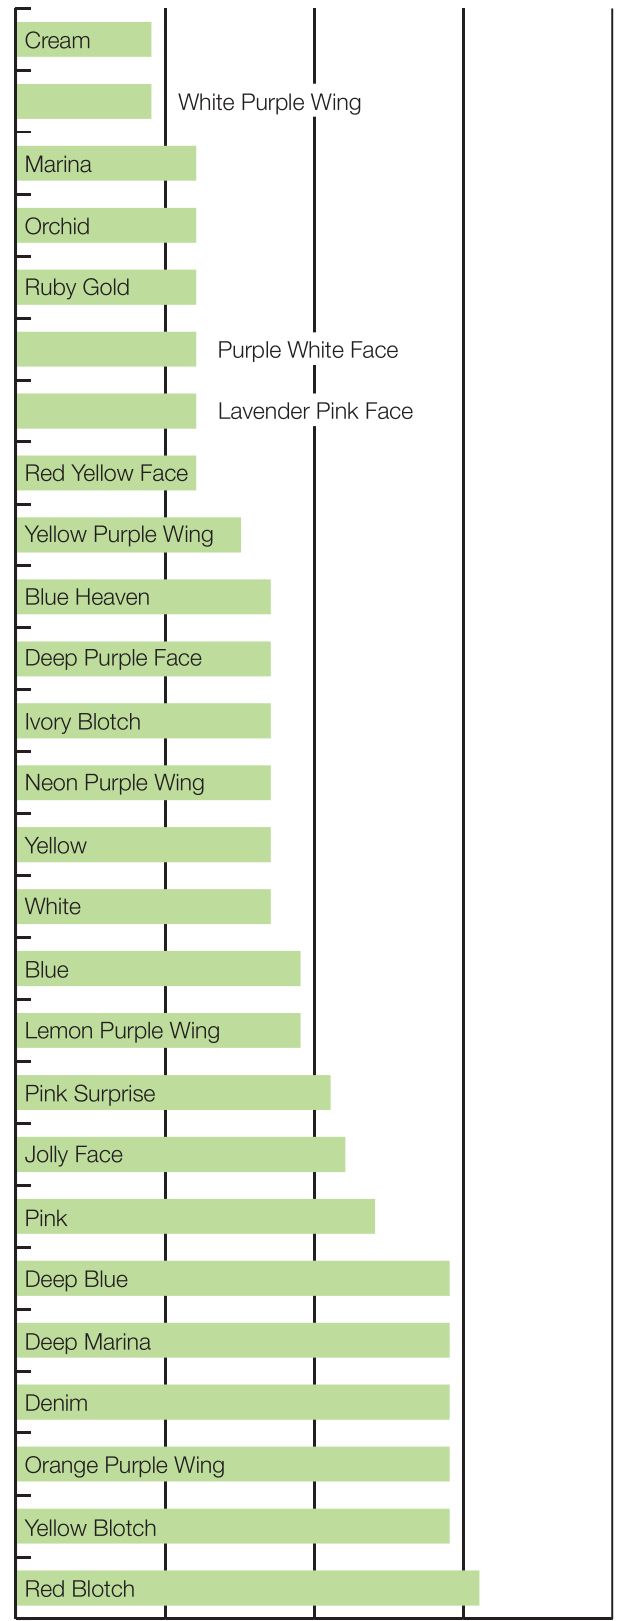 Cream
White Purple Wing
Marina
Orchid
Ruby Gold
Purple White Face
Lavender Pink Face
Red Yellow Face
Yellow Purple Wing
Blue Heaven
Deep Purple Face
Ivory Blotch
Neon Purple Wing
Yellow
White
Blue
Lemon Purple Wing
Pink Surprise
Jolly Face
Pink
Deep Blue
Deep Marina
Denim
Orange Purple Wing
Yellow Blotch
Red Blotch